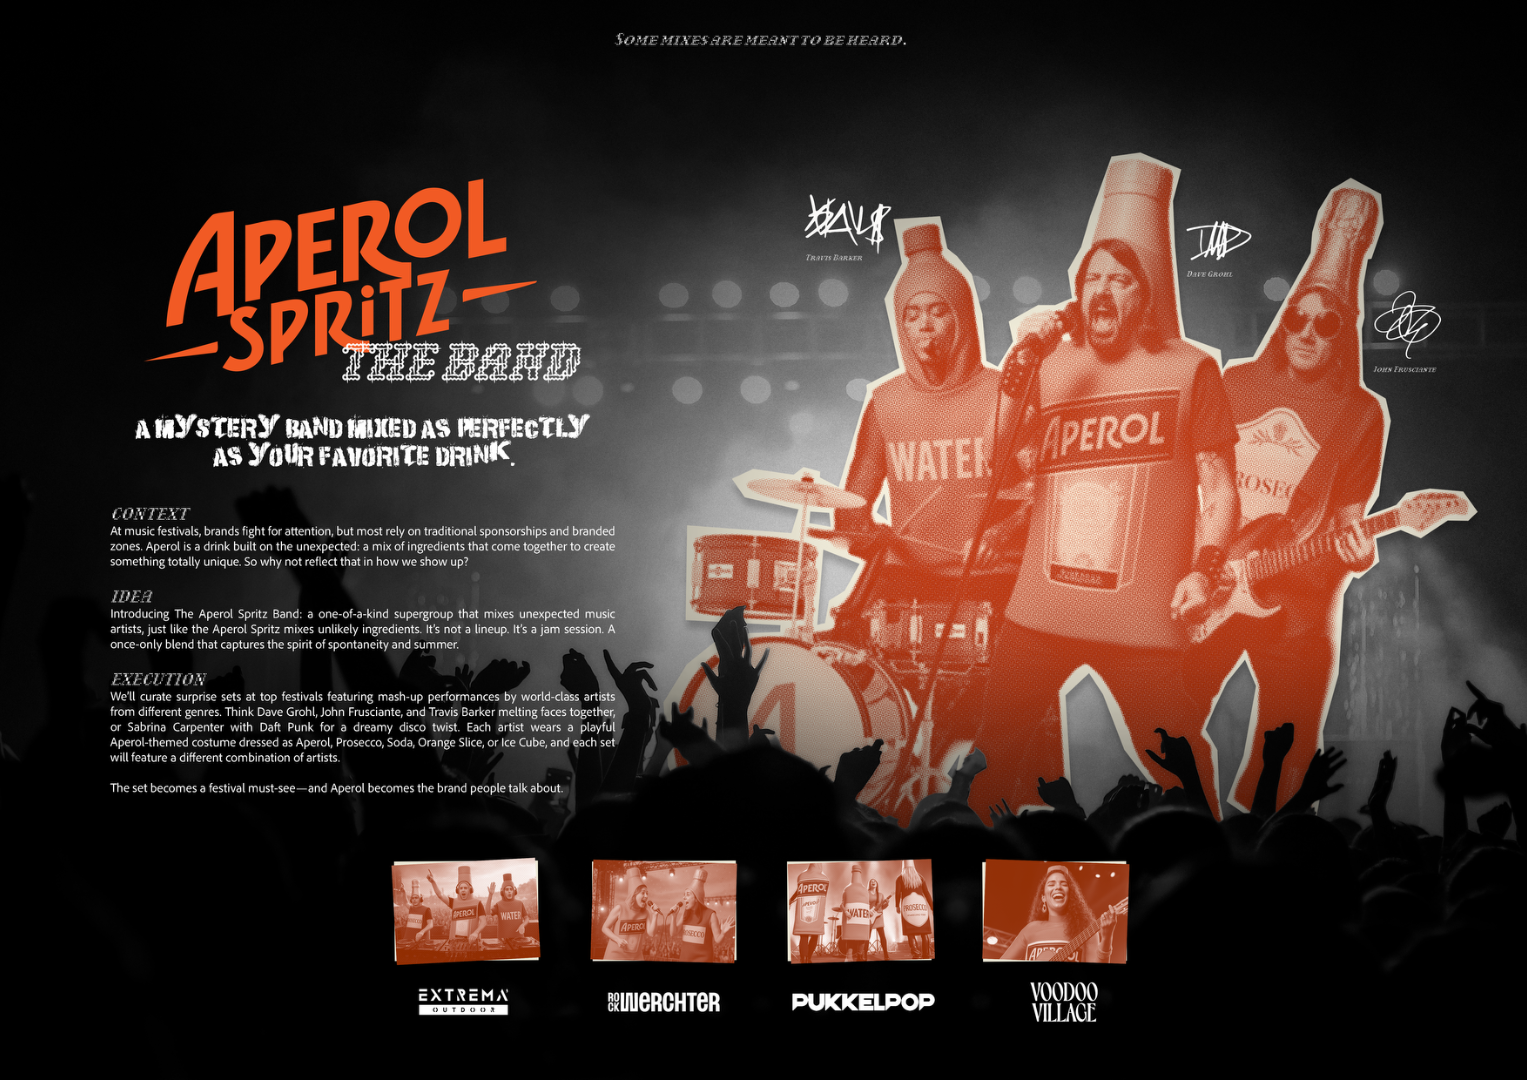 SOME MIXES ARE MEANT TO BE HEARD.
APEROL
SPRITZ
THE BAND
A MYSTERY BAND MIXED AS PERFECTLY
AS YOUR FAVORITE DRINK.
CONTEXT
At music festivals, brands fight for attention, but most rely on traditional sponsorships and branded
zones. Aperol is a drink built on the unexpected: a mix of ingredients that come together to create
something totally unique. So why not reflect that in how we show up?
IDEA
Introducing The Aperol Spritz Band: a one-of-a-kind supergroup that mixes unexpected music
artists, just like the Aperol Spritz mixes unlikely ingredients. It's not a lineup. It's a jam session. A
once-only blend that captures the spirit of spontaneity and summer.
EXECUTION
We'll curate surprise sets at top festivals featuring mash-up performances by world-class artists
from different genres. Think Dave Grohl, John Frusciante, and Travis Barker melting faces together,
or Sabrina Carpenter with Daft Punk for a dreamy disco twist. Each artist wears a playful
Aperol-themed costume dressed as Aperol, Prosecco, Soda, Orange Slice, or Ice Cube, and each set
will feature a different combination of artists.
The set becomes a festival must-see—and Aperol becomes the brand people talk about.
TRAVIS BARKER
DAVE GROHL
JOHN FRUSCIANTE
WATER
APEROL
PROSEC
APEROL
WATER
APEROL
PROSECCO
APEROL
WATER
PROSECCO
APEROL
EXTREMA
OUTDOOR
ROCK WERCHTER
PUKKELPOP
VOODOO
VILLAGE